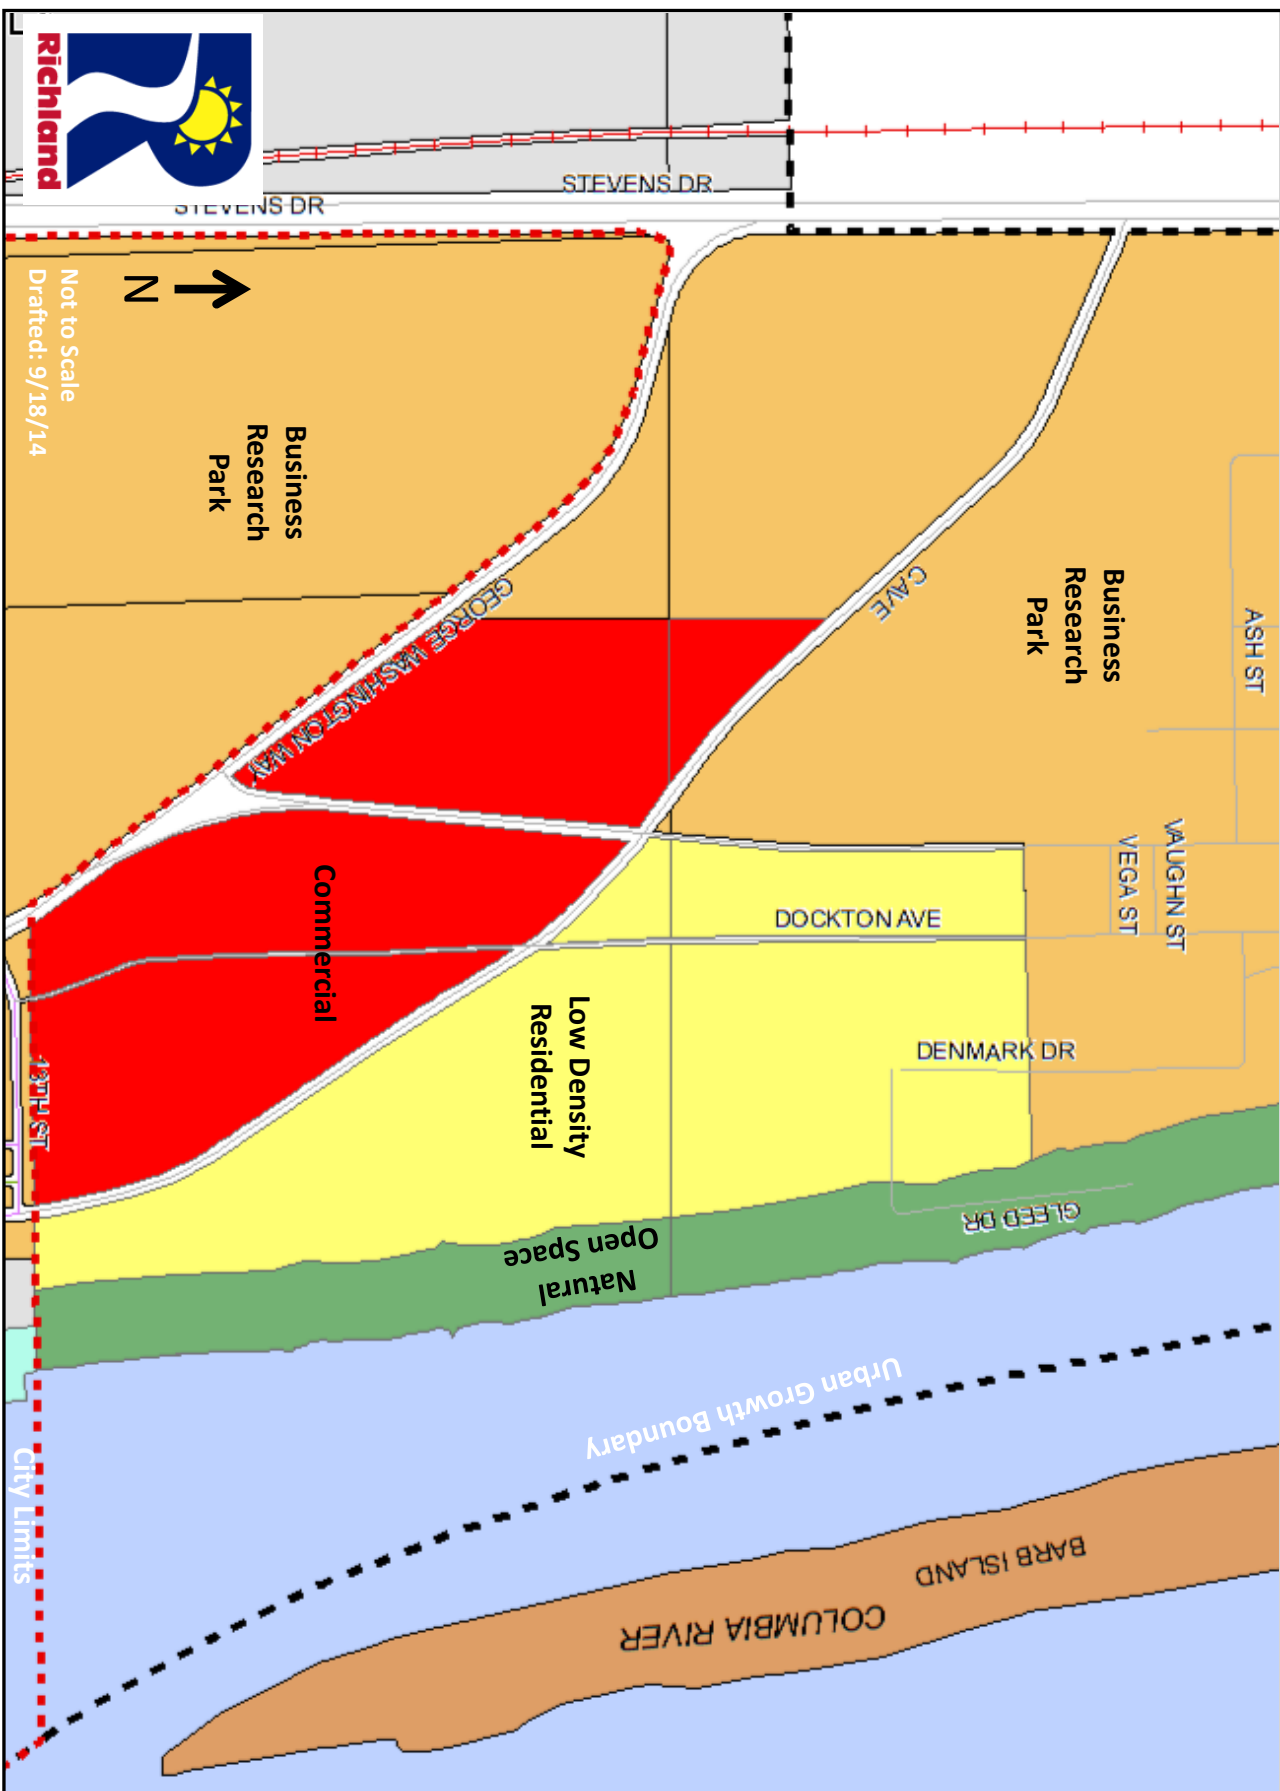 Richland
STEVENS DR
STEVENS DR
N
Not to Scale
Drafted: 9/18/14
Business
Research
Park
GEORGE WASHINGTON WAY
CAVE
Business
Research
Park
ASH ST
VAUGHN ST
VEGA ST
DOCKTON AVE
DENMARK DR
Commercial
Low Density
Residential
GLEED DR
Natural
Open Space
Urban Growth Boundary
City Limits
BARB ISLAND
COLUMBIA RIVER